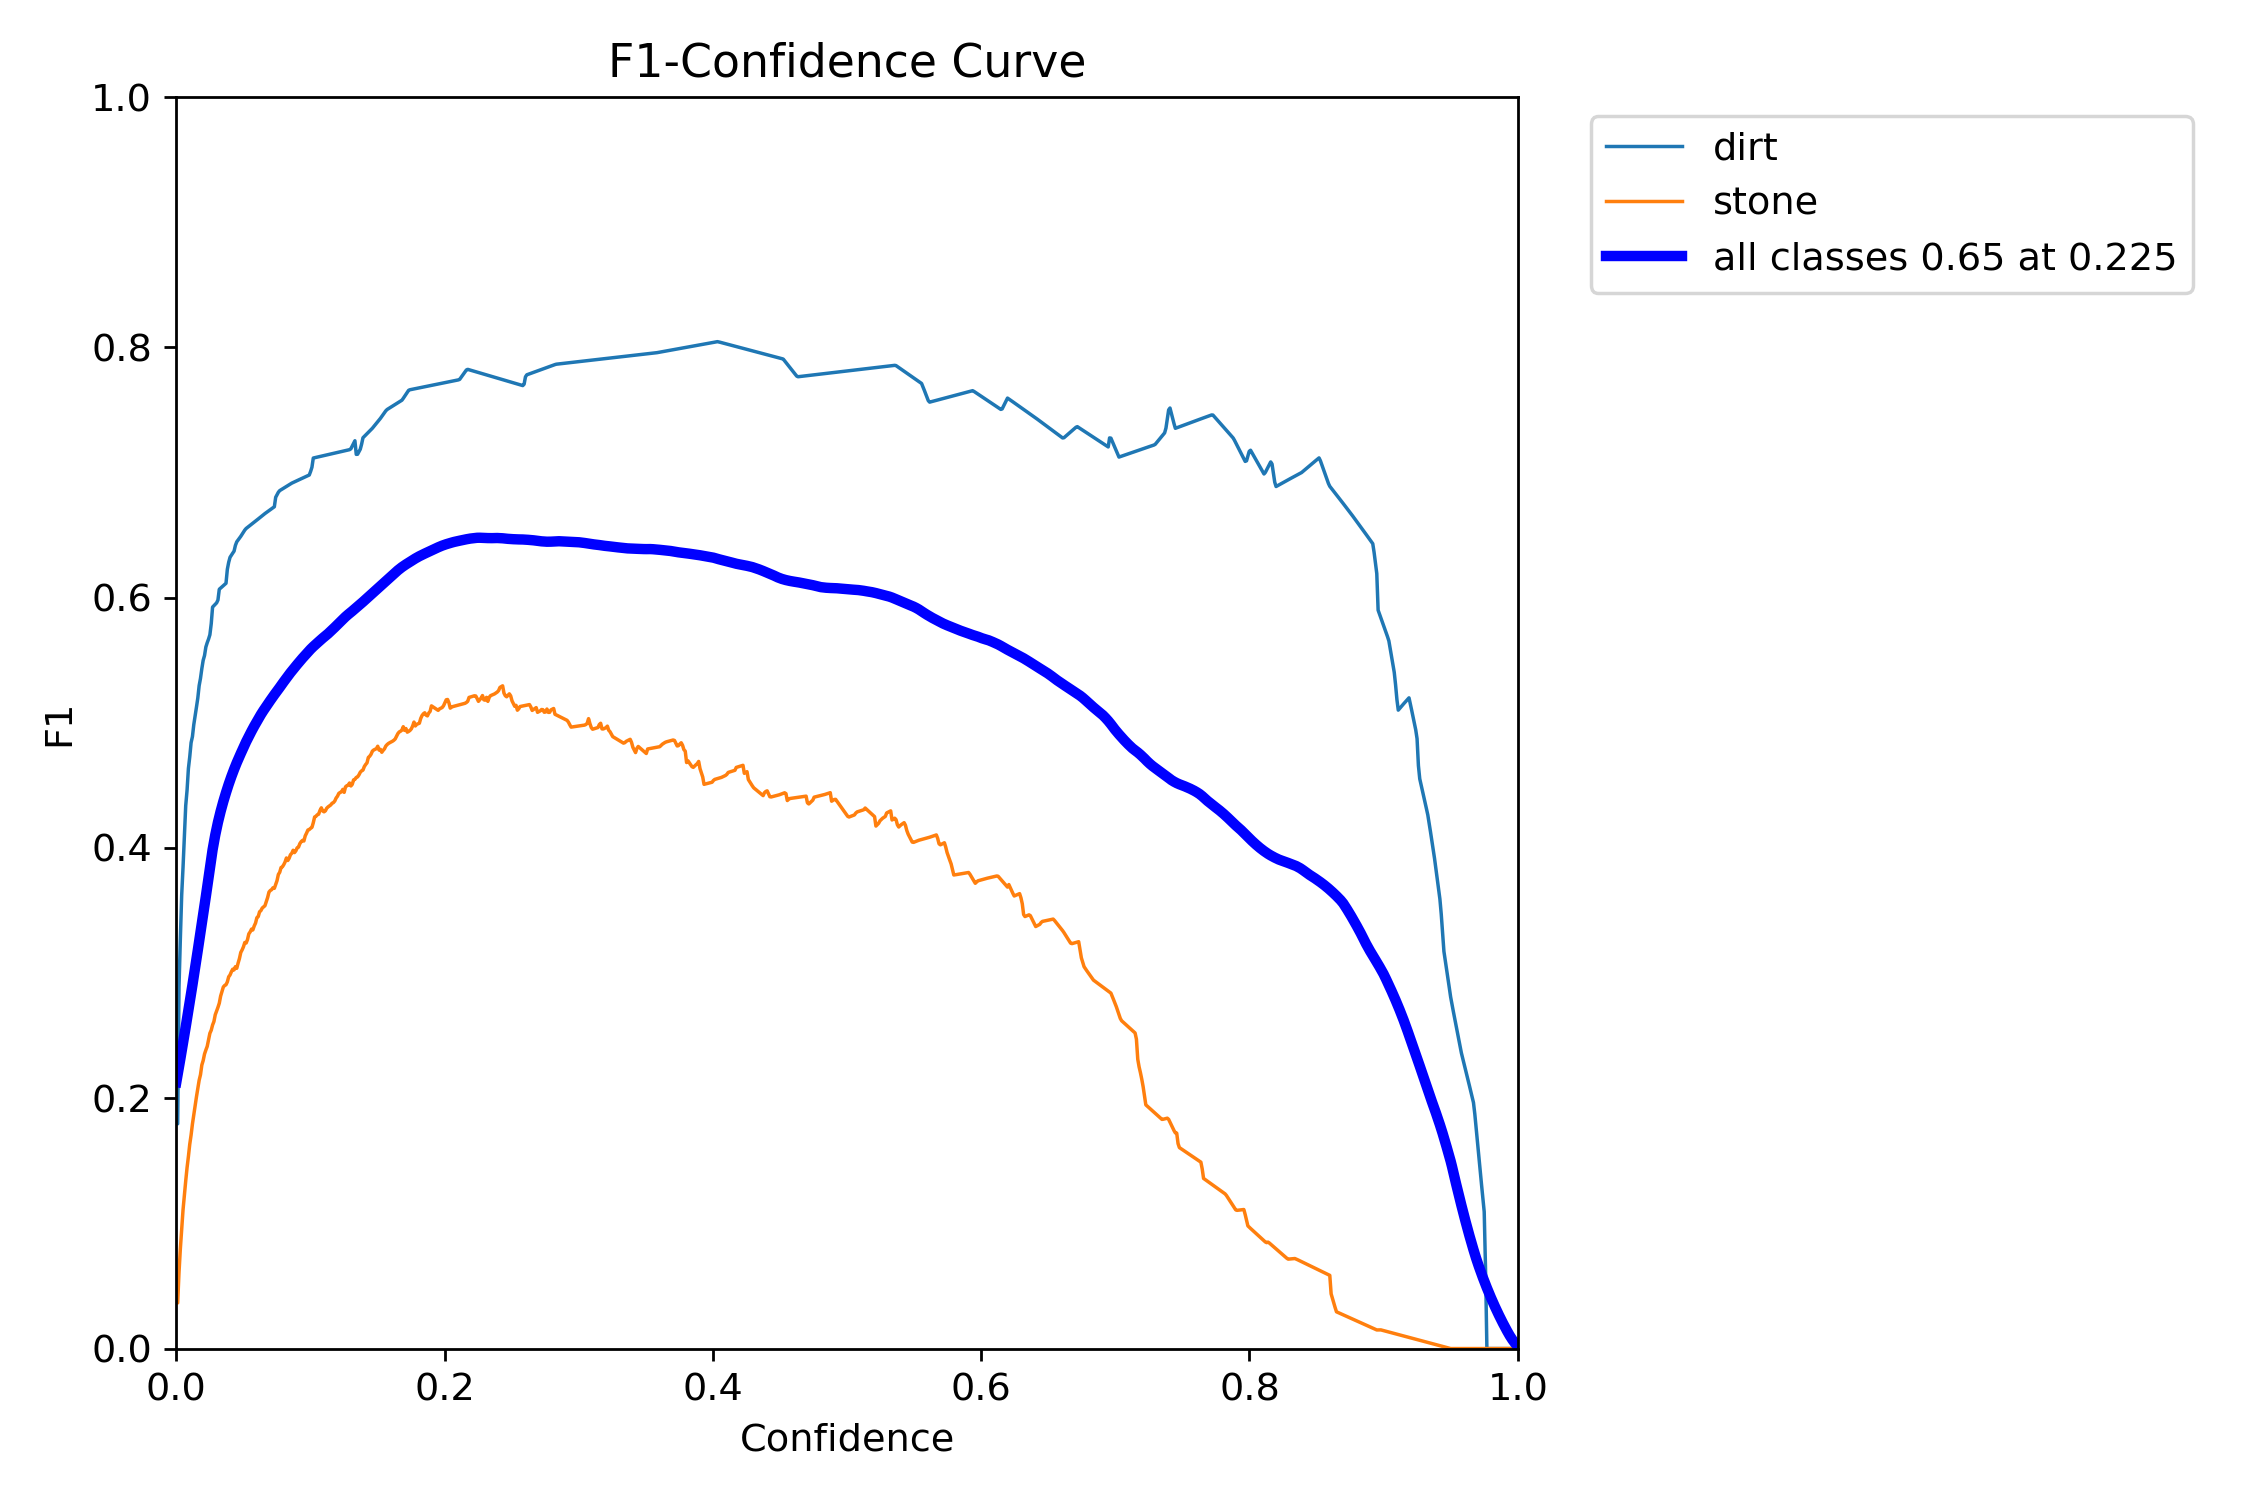 F1-Confidence Curve
1.0
0.8
0.6
0.4
0.2
0.0
F1
0.0 0.2 0.4 0.6 0.8 1.0
Confidence
dirt
stone
all classes 0.65 at 0.225